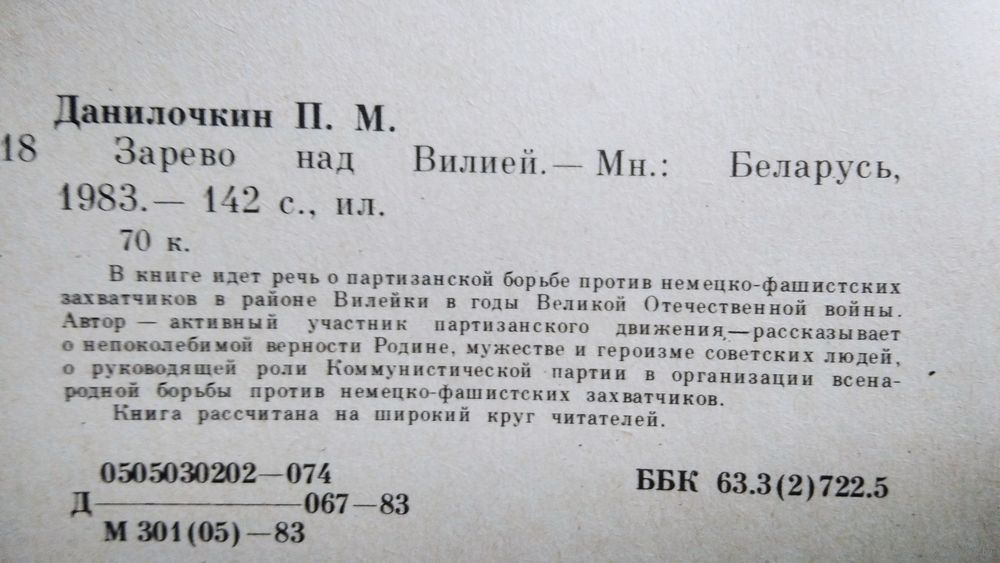 Данилочкин П. М.
18 Зарево над Вилией. — Мн.: Беларусь,
1983.— 142 с., ил.
70 к.
В книге идет речь о партизанской борьбе против немецко-фашистских
захватчиков в районе Вилейки в годы Великой Отечественной войны.
Автор — активный участник партизанского движения,—рассказывает
о непоколебимой верности Родине, мужестве и героизме советских людей,
о руководящей роли Коммунистической партии в организации всена-
родной борьбы против немецко-фашистских захватчиков.
Книга рассчитана на широкий круг читателей.
0505030202—074
Д————067—83
М 301(05)—83
ББК 63.3(2)722.5